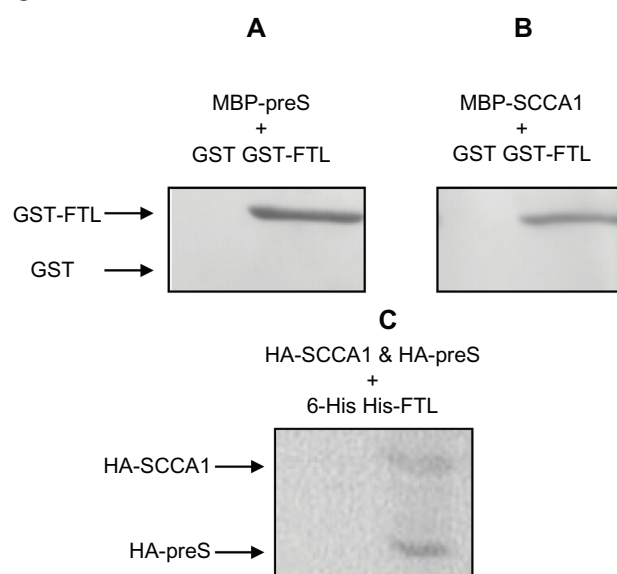 A
B
MBP-preS
+
GST GST-FTL
MBP-SCCA1
+
GST GST-FTL
GST-FTL
GST
C
HA-SCCA1 & HA-preS
+
6-His His-FTL
HA-SCCA1
HA-preS